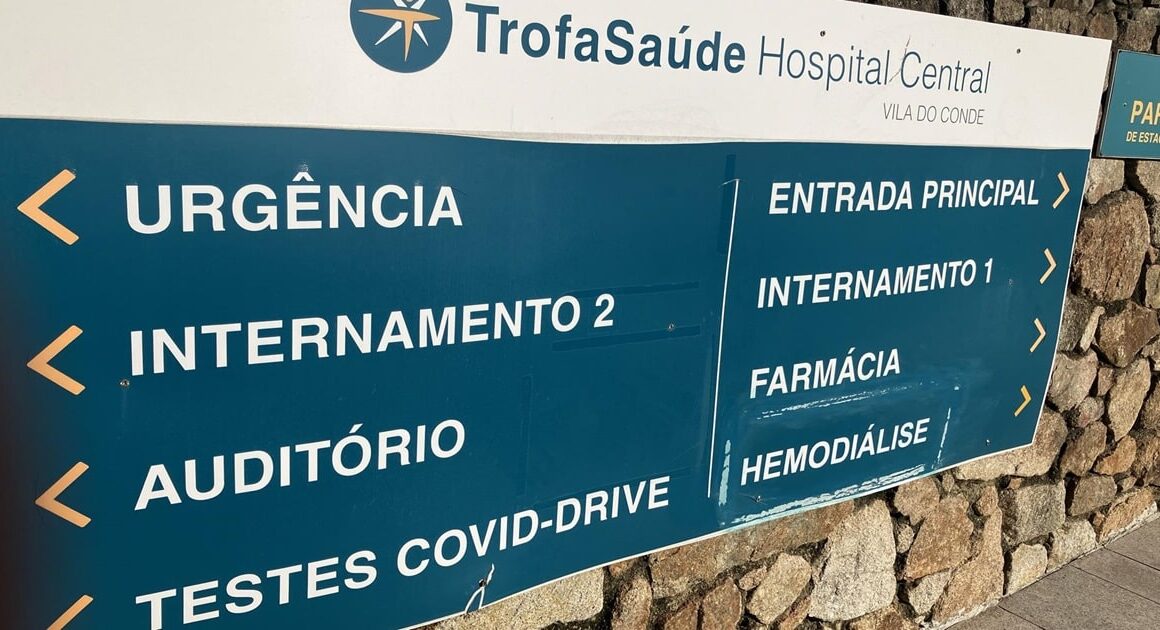 TrofaSaúde Hospital Central
VILA DO CONDE
URGÊNCIA
INTERNAMENTO 2
AUDITÓRIO
TESTES COVID-DRIVE
ENTRADA PRINCIPAL
INTERNAMENTO 1
FARMÁCIA
HEMODIÁLISE